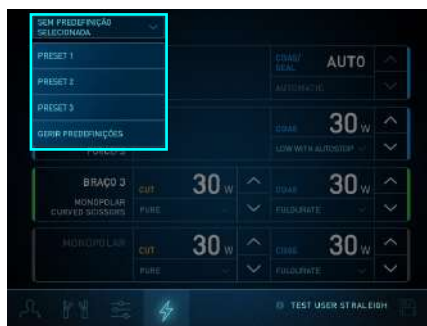 SEM PREDEFINIÇÃO
SELECIONADA
PRESET 1
PRESET 2
PRESET 3
GERIR PREDEFINIÇÕES
COAG/
SEAL
AUTO
AUTOMATIC
FORCEPS
COAG
30 W
LOW WITH AUTOSTOP
BRAÇO 3
MONOPOLAR
CURVED SCISSORS
CUT
30 W
PURE
COAG
30 W
FULGURATE
MONOPOLAR
CUT
30 W
PURE
COAG
30 W
FULGURATE
TEST USER STRALEIGH